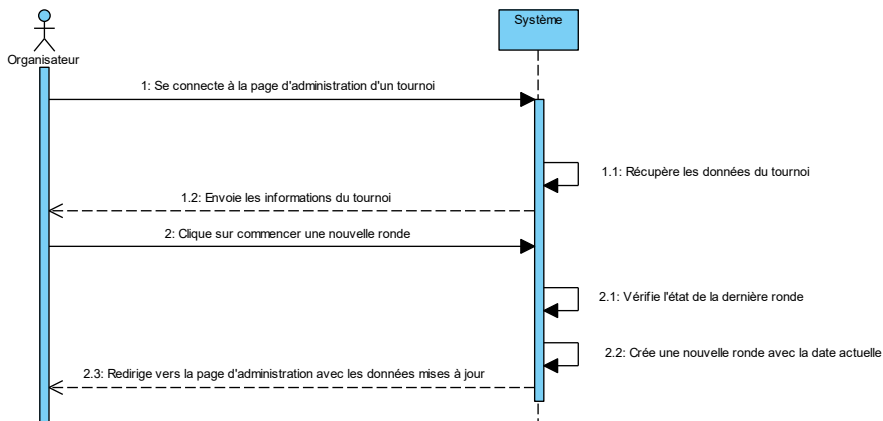 Système
Organisateur
1: Se connecte à la page d'administration d'un tournoi
1.1: Récupère les données du tournoi
1.2: Envoie les informations du tournoi
2: Clique sur commencer une nouvelle ronde
2.1: Vérifie l'état de la dernière ronde
2.2: Crée une nouvelle ronde avec la date actuelle
2.3: Redirige vers la page d'administration avec les données mises à jour